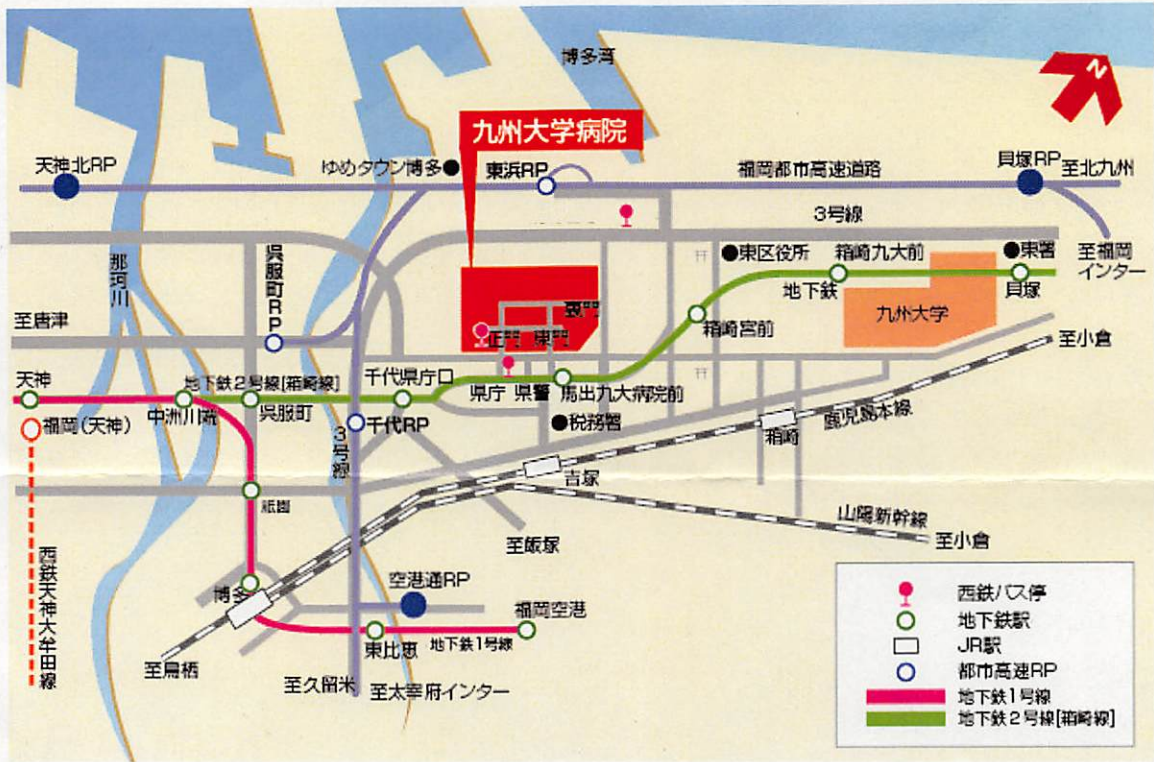 博多湾
N
九州大学病院
天神北RP
ゆめタウン博多
東浜RP
福岡都市高速道路
貝塚RP
至北九州
3号線
那珂川
呉服町RP
東区役所
箱崎九大前
東署
至福岡
インター
地下鉄
貝塚
裏門
正門
東門
箱崎宮前
九州大学
至唐津
至小倉
天神
地下鉄2号線[箱崎線]
千代県庁口
県庁
県警
馬出九大病院前
福岡(天神)
中洲川端
呉服町
3号線
千代RP
税務署
箱崎
鹿児島本線
吉塚
祇園
山陽新幹線
至飯塚
至小倉
西鉄天神大牟田線
博多
空港通RP
福岡空港
東比恵
地下鉄1号線
至鳥栖
至久留米
至太宰府インター
西鉄バス停
地下鉄駅
JR駅
都市高速RP
地下鉄1号線
地下鉄2号線[箱崎線]